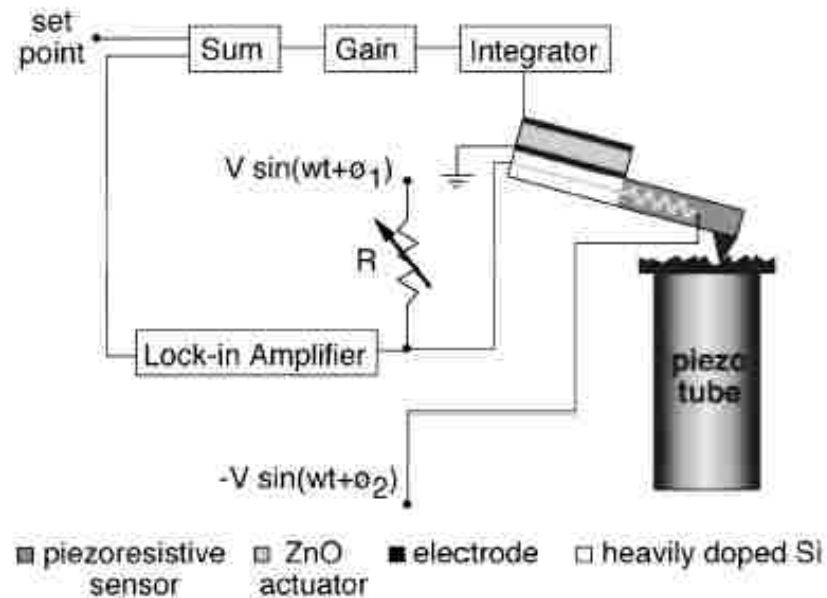 set
point
Sum
Gain
Integrator
V sin(wt+ø1)
R
Lock-in Amplifier
piezo
tube
-V sin(wt+ø2)
piezoresistive
sensor
ZnO
actuator
electrode
heavily doped Si